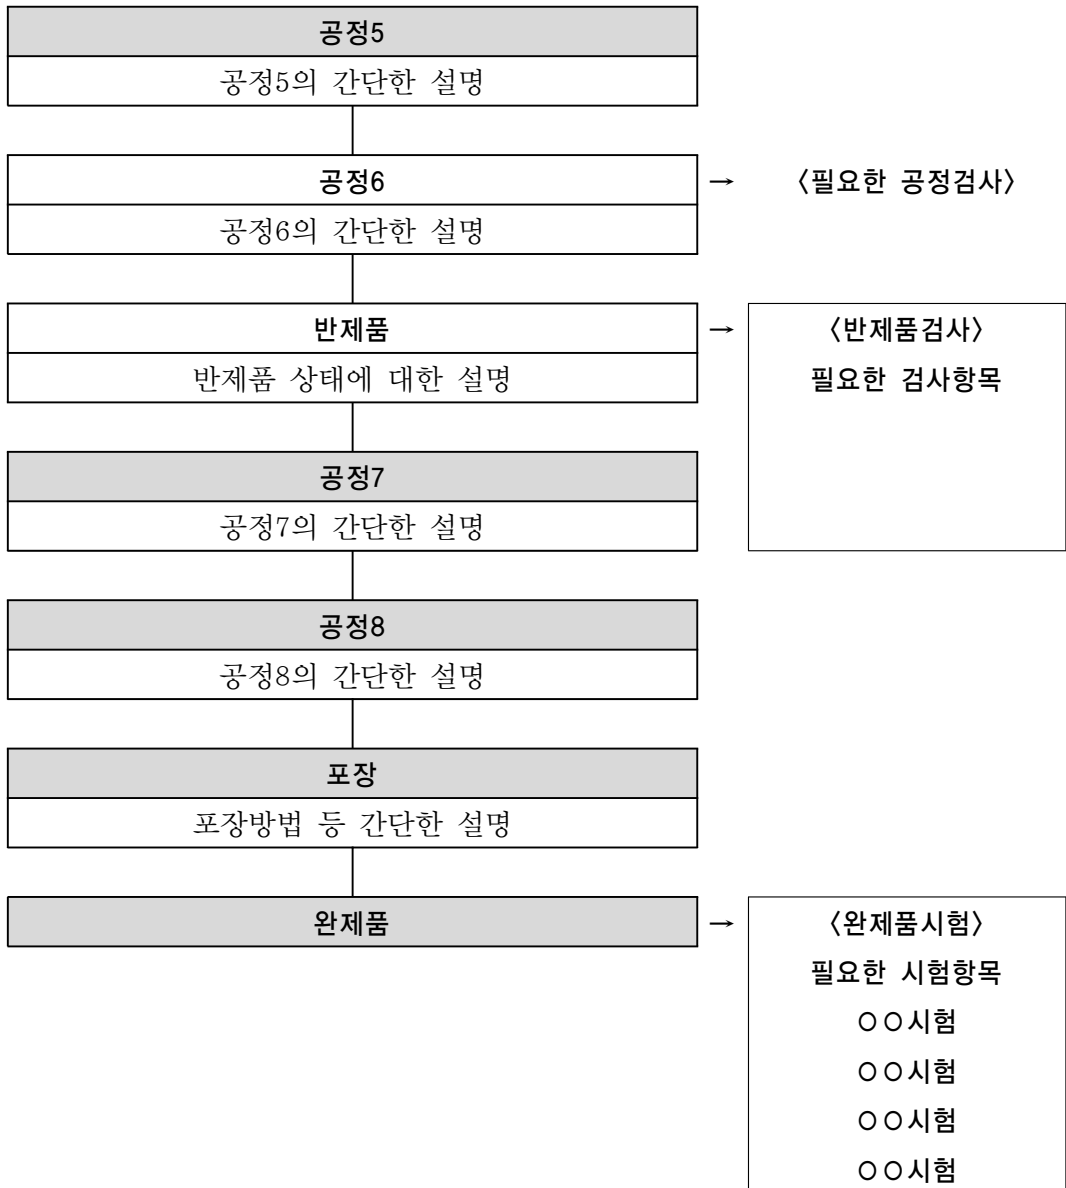 공정5
공정5의 간단한 설명
공정6 → <필요한 공정검사>
공정6의 간단한 설명
반제품 → <반제품검사>
반제품 상태에 대한 설명 필요한 검사항목
공정7
공정7의 간단한 설명
공정8
공정8의 간단한 설명
포장
포장방법 등 간단한 설명
완제품 → <완제품시험>
필요한 시험항목
○○시험
○○시험
○○시험
○○시험